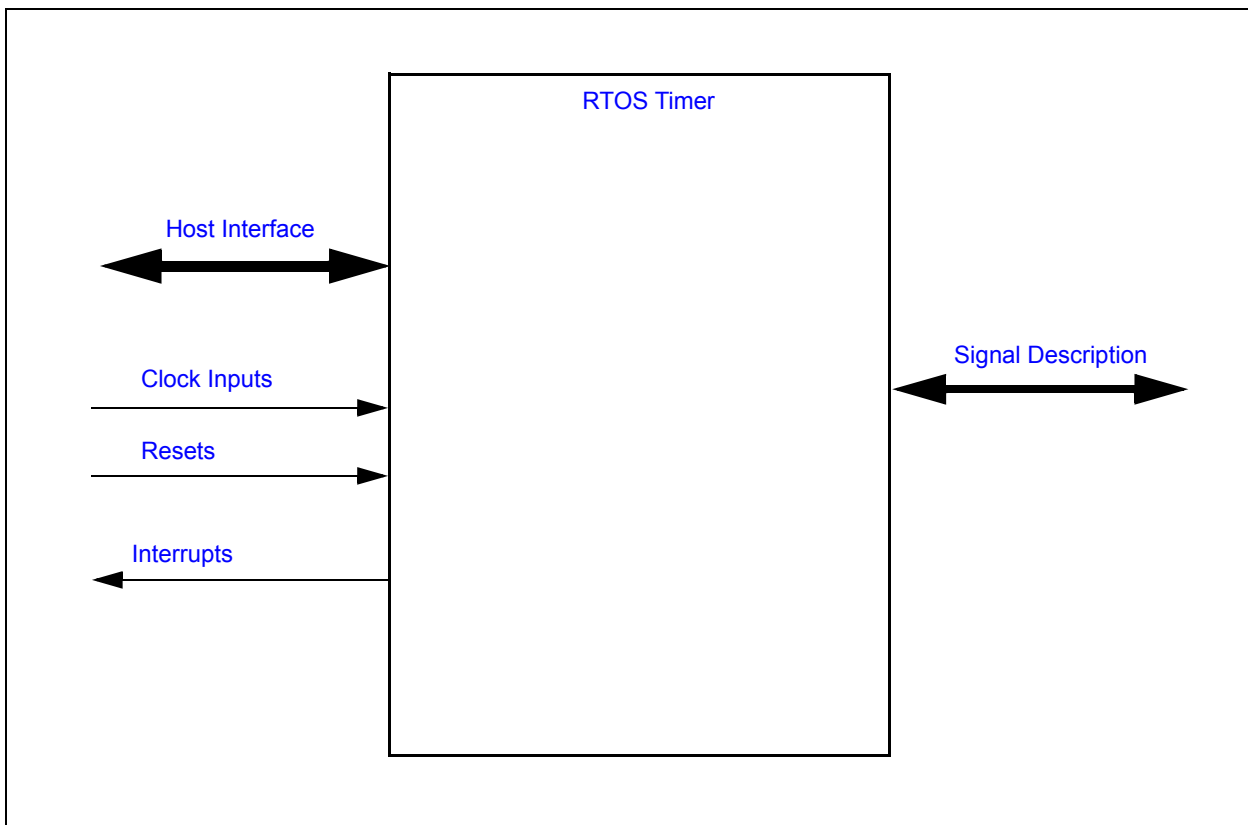 RTOS Timer
Host Interface
Signal Description
Clock Inputs
Resets
Interrupts